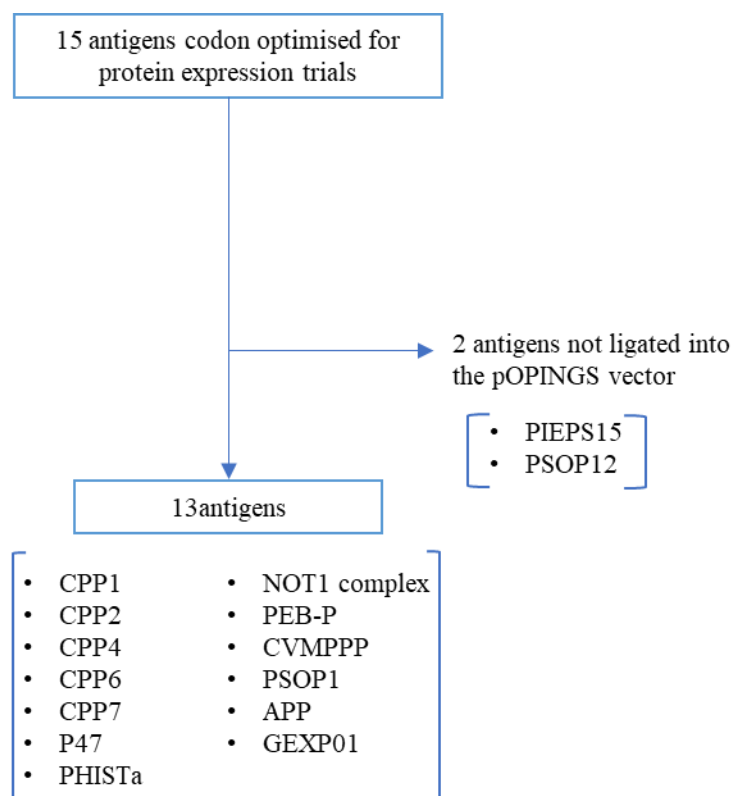 15 antigens codon optimised for
protein expression trials
2 antigens not ligated into
the pOPINGS vector
• PIEPS15
• PSOP12
13antigens
• CPP1
• CPP2
• CPP4
• CPP6
• CPP7
• P47
• PHISTa
• NOT1 complex
• PEB-P
• CVMPPP
• PSOP1
• APP
• GEXP01